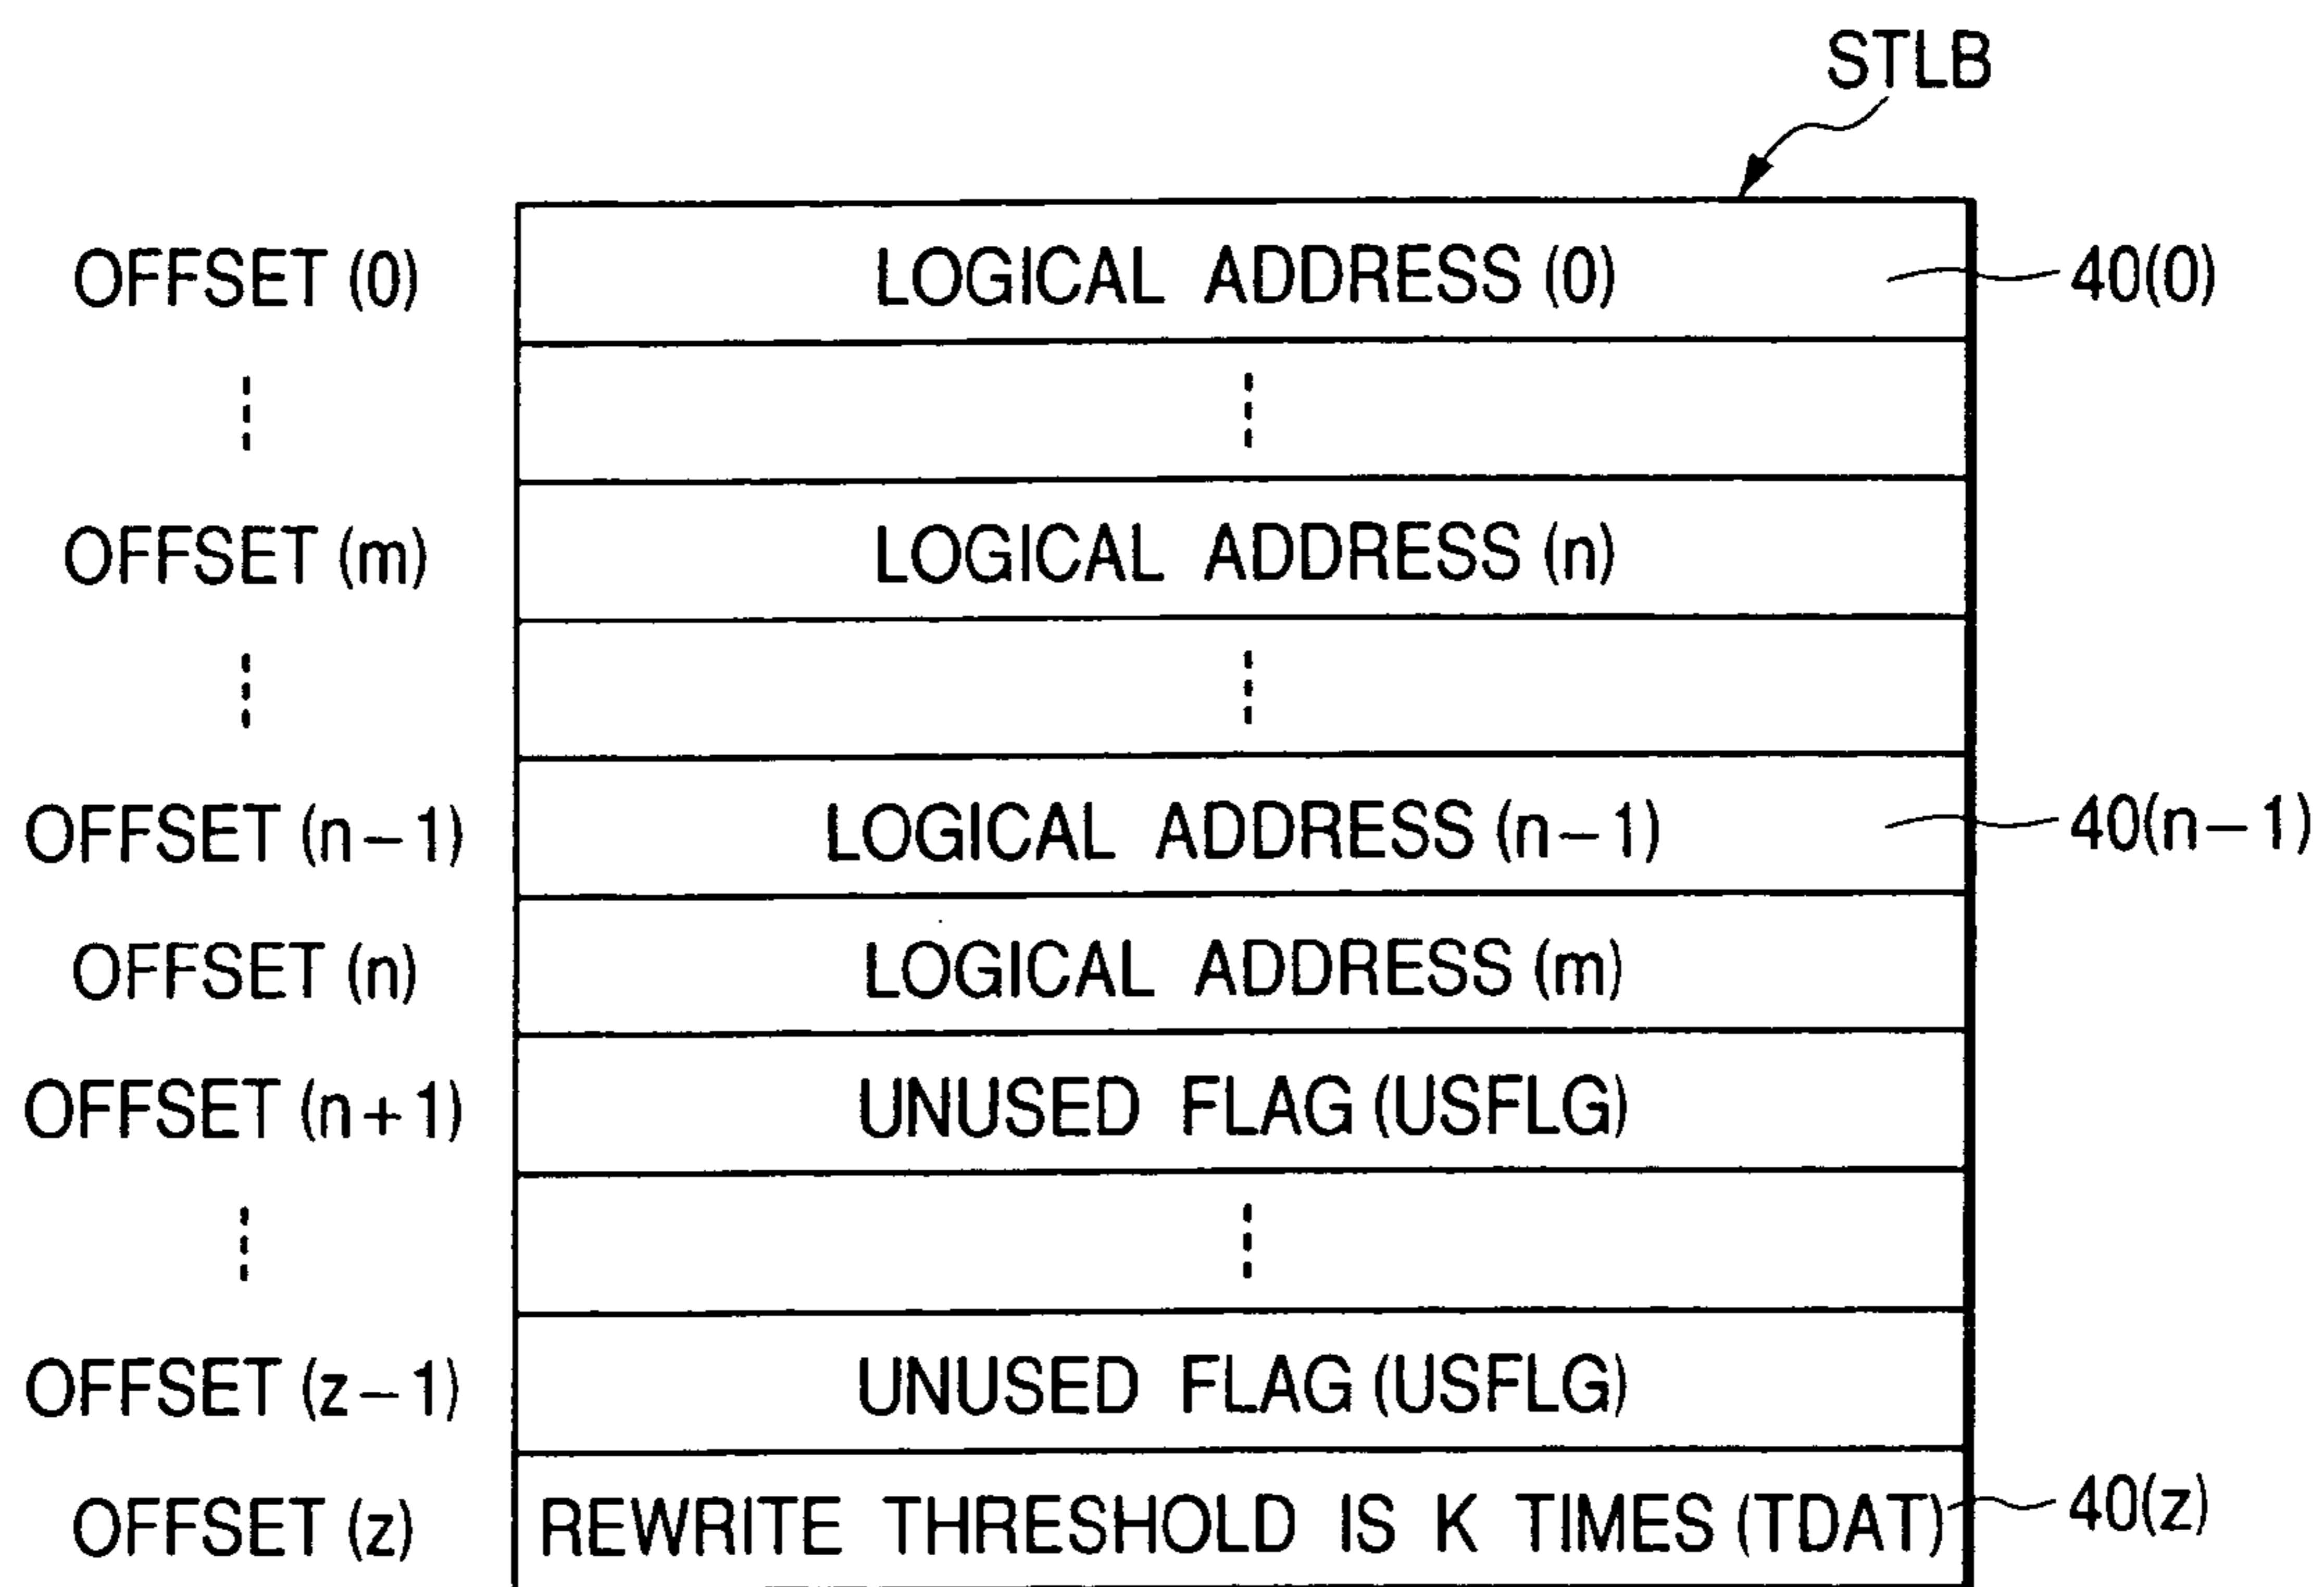 STLB
OFFSET (0) LOGICAL ADDRESS (0) 40(0)
OFFSET (m) LOGICAL ADDRESS (n)
OFFSET (n−1) LOGICAL ADDRESS (n−1) 40(n−1)
OFFSET (n) LOGICAL ADDRESS (m)
OFFSET (n+1) UNUSED FLAG (USFLG)
OFFSET (z−1) UNUSED FLAG (USFLG)
OFFSET (z) REWRITE THRESHOLD IS K TIMES (TDAT) 40(z)